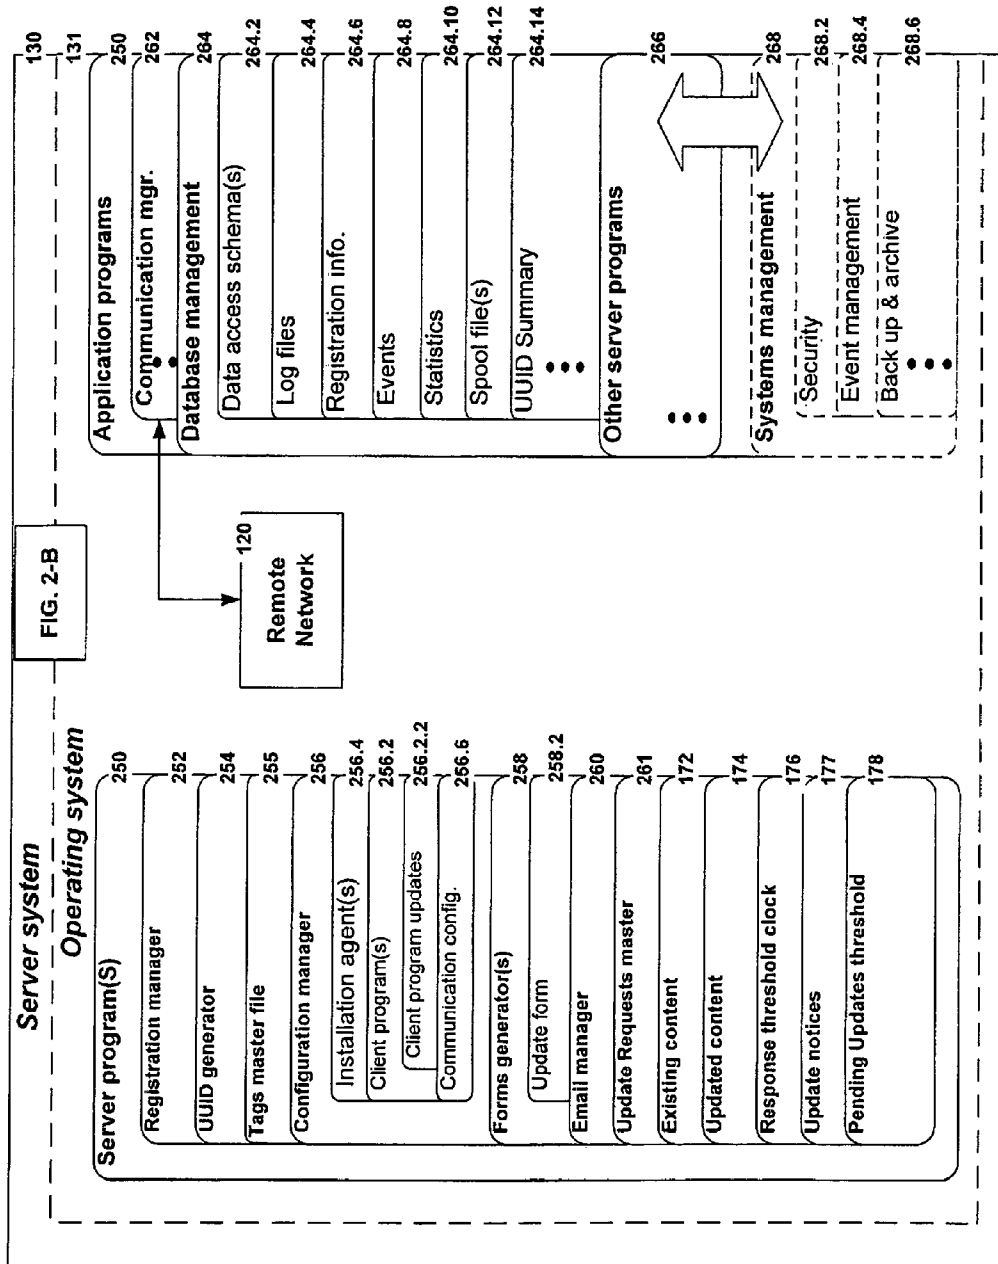 FIG. 2-B
Server system 130
Operating system 131
Server program(S) 250
Registration manager 252
UUID generator 254
Tags master file 255
Configuration manager 256
Installation agent(s) 256.4
Client program(s) 256.2
Client program updates 256.2.2
Communication config. 256.6
Forms generator(s) 258
Update form 258.2
Email manager 260
Update Requests master 261
Existing content 172
Updated content 174
Response threshold clock 176
Update notices 177
Pending Updates threshold 178
120
Remote
Network
Application programs 250
Communication mgr. 262
Database management 264
Data access schema(s) 264.2
Log files 264.4
Registration info. 264.6
Events 264.8
Statistics 264.10
Spool file(s) 264.12
UUID Summary 264.14
Other server programs 266
Systems management 268
Security 268.2
Event management 268.4
Back up & archive 268.6